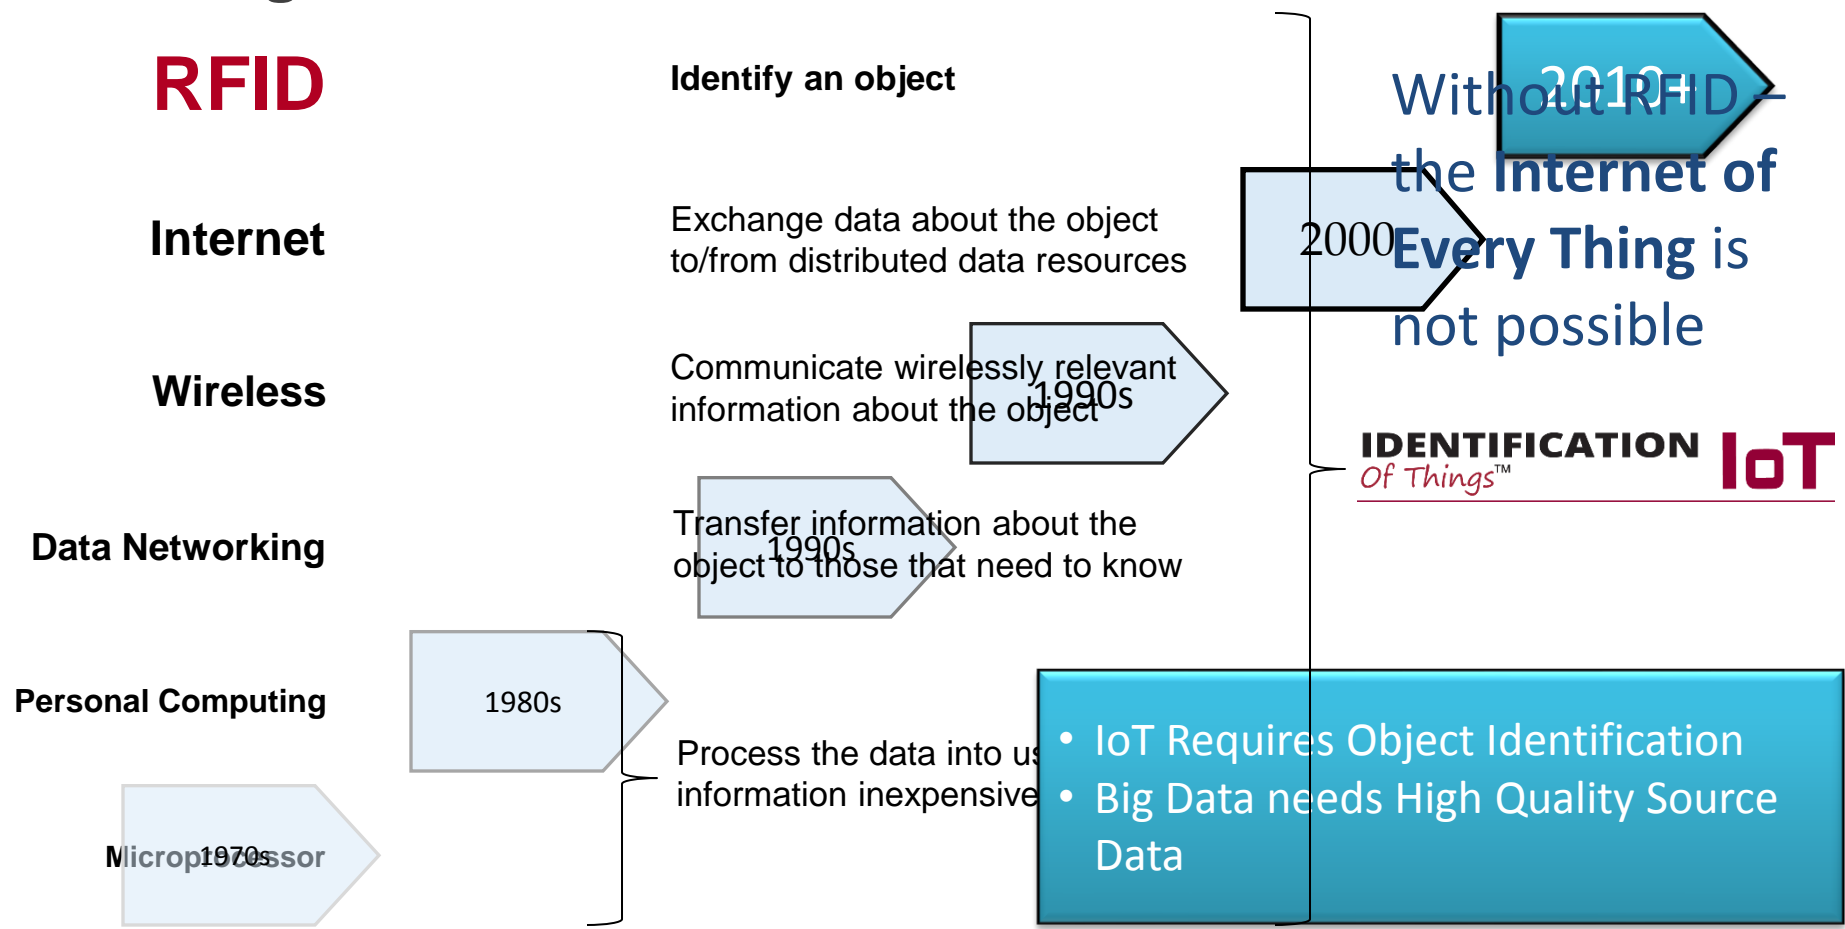 RFID
Identify an object
2010+
Without RFID –
the Internet of
Every Thing is
not possible
Internet
Exchange data about the object
to/from distributed data resources
2000
Wireless
Communicate wirelessly relevant
information about the object
1990s
IDENTIFICATION
Of Things™
IoT
Data Networking
Transfer information about the
object to those that need to know
1990s
Personal Computing
1980s
Process the data into
information
• IoT Requires Object Identification
• Big Data needs High Quality Source
Data
Microprocessor
1970s